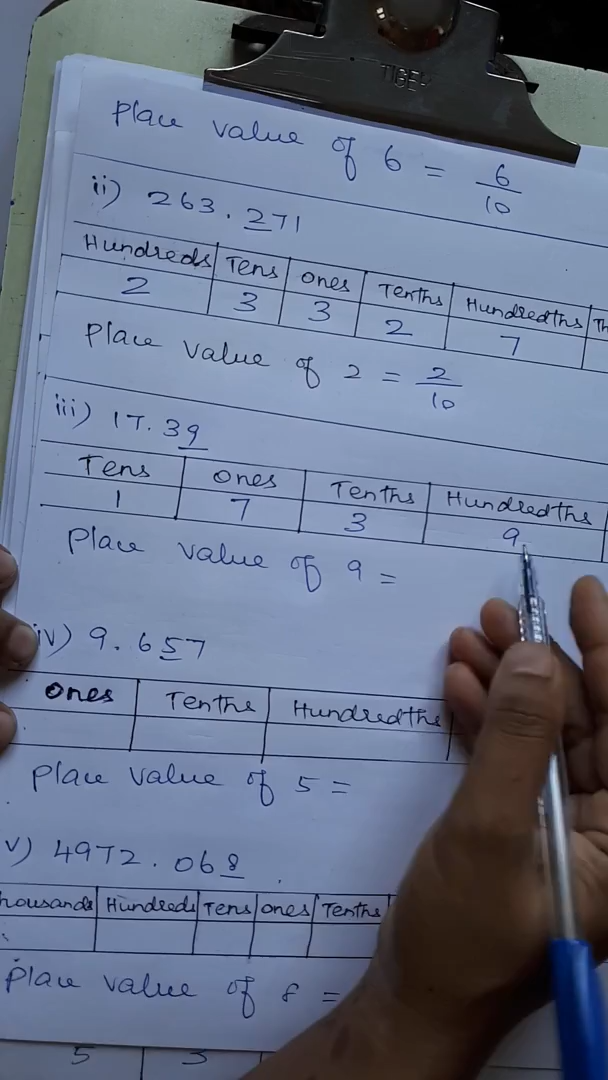 TIGER
Place value of 6 = 6/10
ii) 263.271
Hundreds Tens Ones Tenths Hundredths Th
2 3 3 2 7
Place value of 2 = 2/10
iii) 17.39
Tens Ones Tenths Hundredths
1 7 3 9
Place value of 9 =
iv) 9.657
Ones Tenths Hundredths
Place value of 5 =
v) 4972.068
housands Hundreds Tens Ones Tenths
Place value of 8 =
5 3